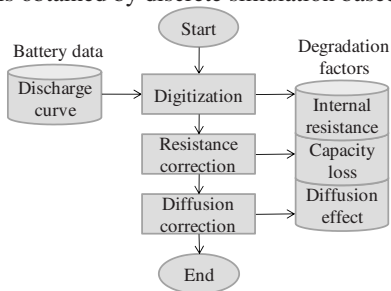 is obtained by discrete simulation base
Start
Battery data
Degradation
factors
Discharge
curve
Digitization
Internal
resistance
Resistance
correction
Capacity
loss
Diffusion
correction
Diffusion
effect
End